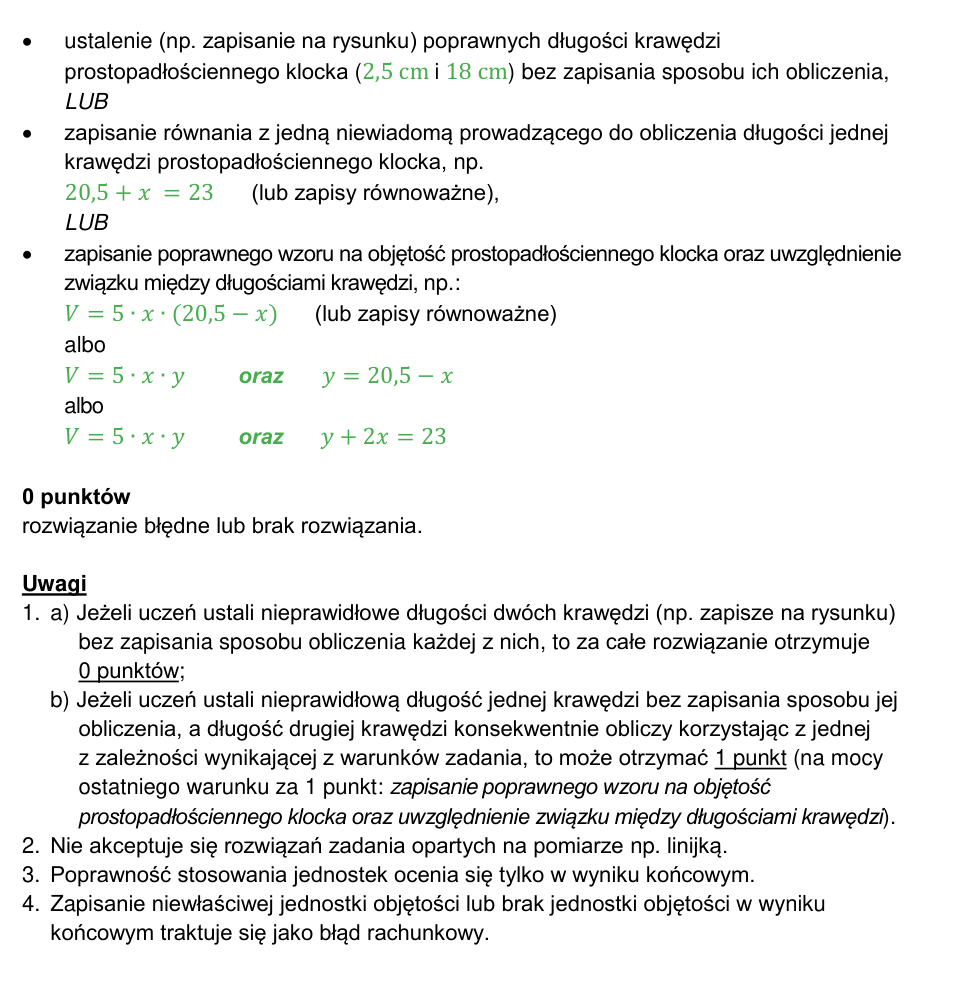 • ustalenie (np. zapisanie na rysunku) poprawnych długości krawędzi
prostopadłościennego klocka (2,5 cm i 18 cm) bez zapisania sposobu ich obliczenia,
LUB
• zapisanie równania z jedną niewiadomą prowadzącego do obliczenia długości jednej
krawędzi prostopadłościennego klocka, np.
20,5 + x = 23 (lub zapisy równoważne),
LUB
• zapisanie poprawnego wzoru na objętość prostopadłościennego klocka oraz uwzględnienie
związku między długościami krawędzi, np.:
V = 5 · x · (20,5 − x) (lub zapisy równoważne)
albo
V = 5 · x · y oraz y = 20,5 − x
albo
V = 5 · x · y oraz y + 2x = 23
0 punktów
rozwiązanie błędne lub brak rozwiązania.
Uwagi
1. a) Jeżeli uczeń ustali nieprawidłowe długości dwóch krawędzi (np. zapisze na rysunku)
bez zapisania sposobu obliczenia każdej z nich, to za całe rozwiązanie otrzymuje
0 punktów;
b) Jeżeli uczeń ustali nieprawidłową długość jednej krawędzi bez zapisania sposobu jej
obliczenia, a długość drugiej krawędzi konsekwentnie obliczy korzystając z jednej
z zależności wynikającej z warunków zadania, to może otrzymać 1 punkt (na mocy
ostatniego warunku za 1 punkt: zapisanie poprawnego wzoru na objętość
prostopadłościennego klocka oraz uwzględnienie związku między długościami krawędzi).
2. Nie akceptuje się rozwiązań zadania opartych na pomiarze np. linijką.
3. Poprawność stosowania jednostek ocenia się tylko w wyniku końcowym.
4. Zapisanie niewłaściwej jednostki objętości lub brak jednostki objętości w wyniku
końcowym traktuje się jako błąd rachunkowy.